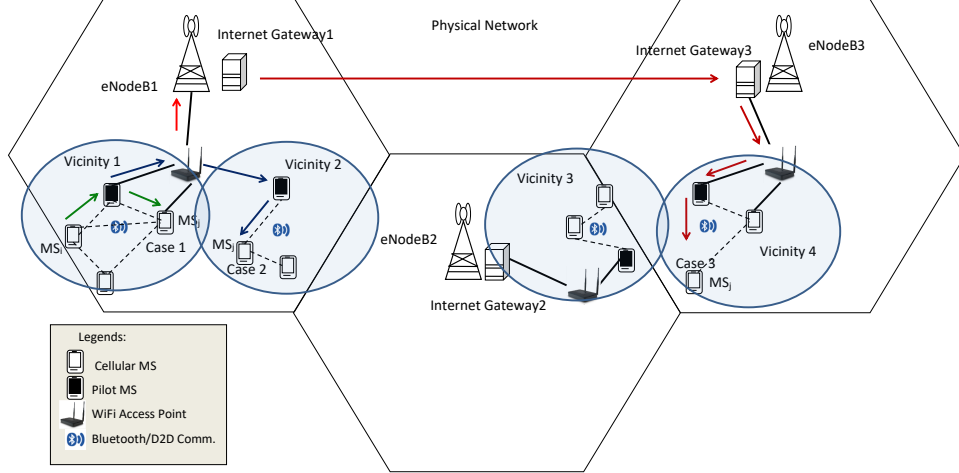 Physical Network
Internet Gateway1
eNodeB3
Internet Gateway3
eNodeB1
Vicinity 1
Vicinity 2
Vicinity 3
MSj
MSi
Case 1
MSj
Case 2
eNodeB2
Vicinity 4
Case 3
MSj
Internet Gateway2
Legends:
Cellular MS
Pilot MS
WiFi Access Point
Bluetooth/D2D Comm.